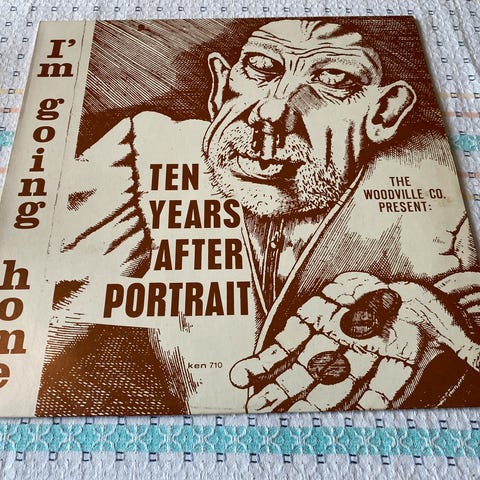 I'm going home
TEN
YEARS
AFTER
PORTRAIT
THE
WOODVILLE CO.
PRESENT:
ken 710